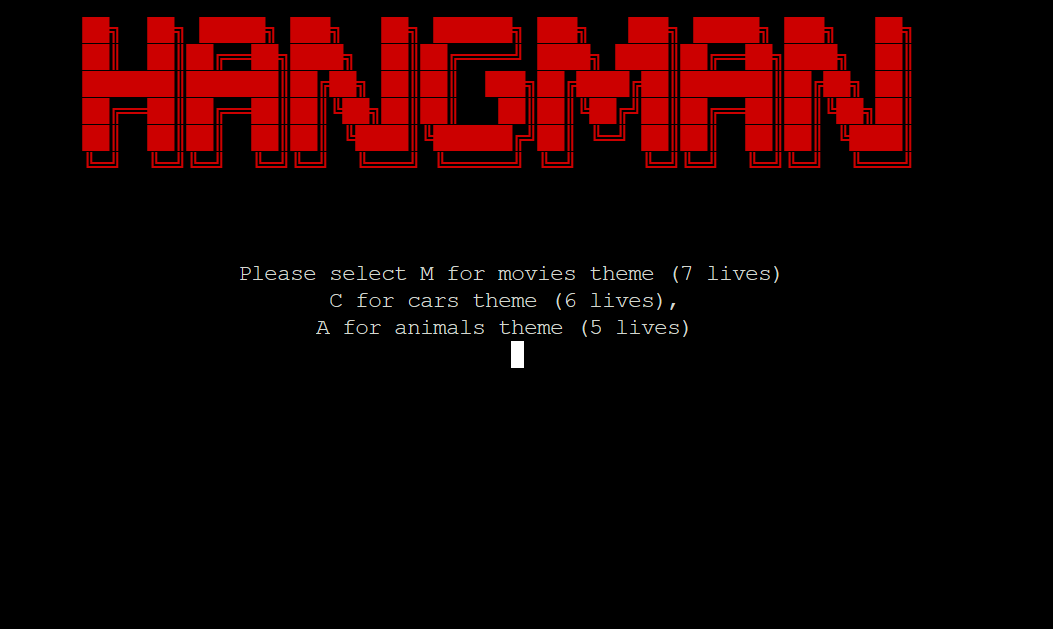 HANGMAN
Please select M for movies theme (7 lives)
C for cars theme (6 lives),
A for animals theme (5 lives)